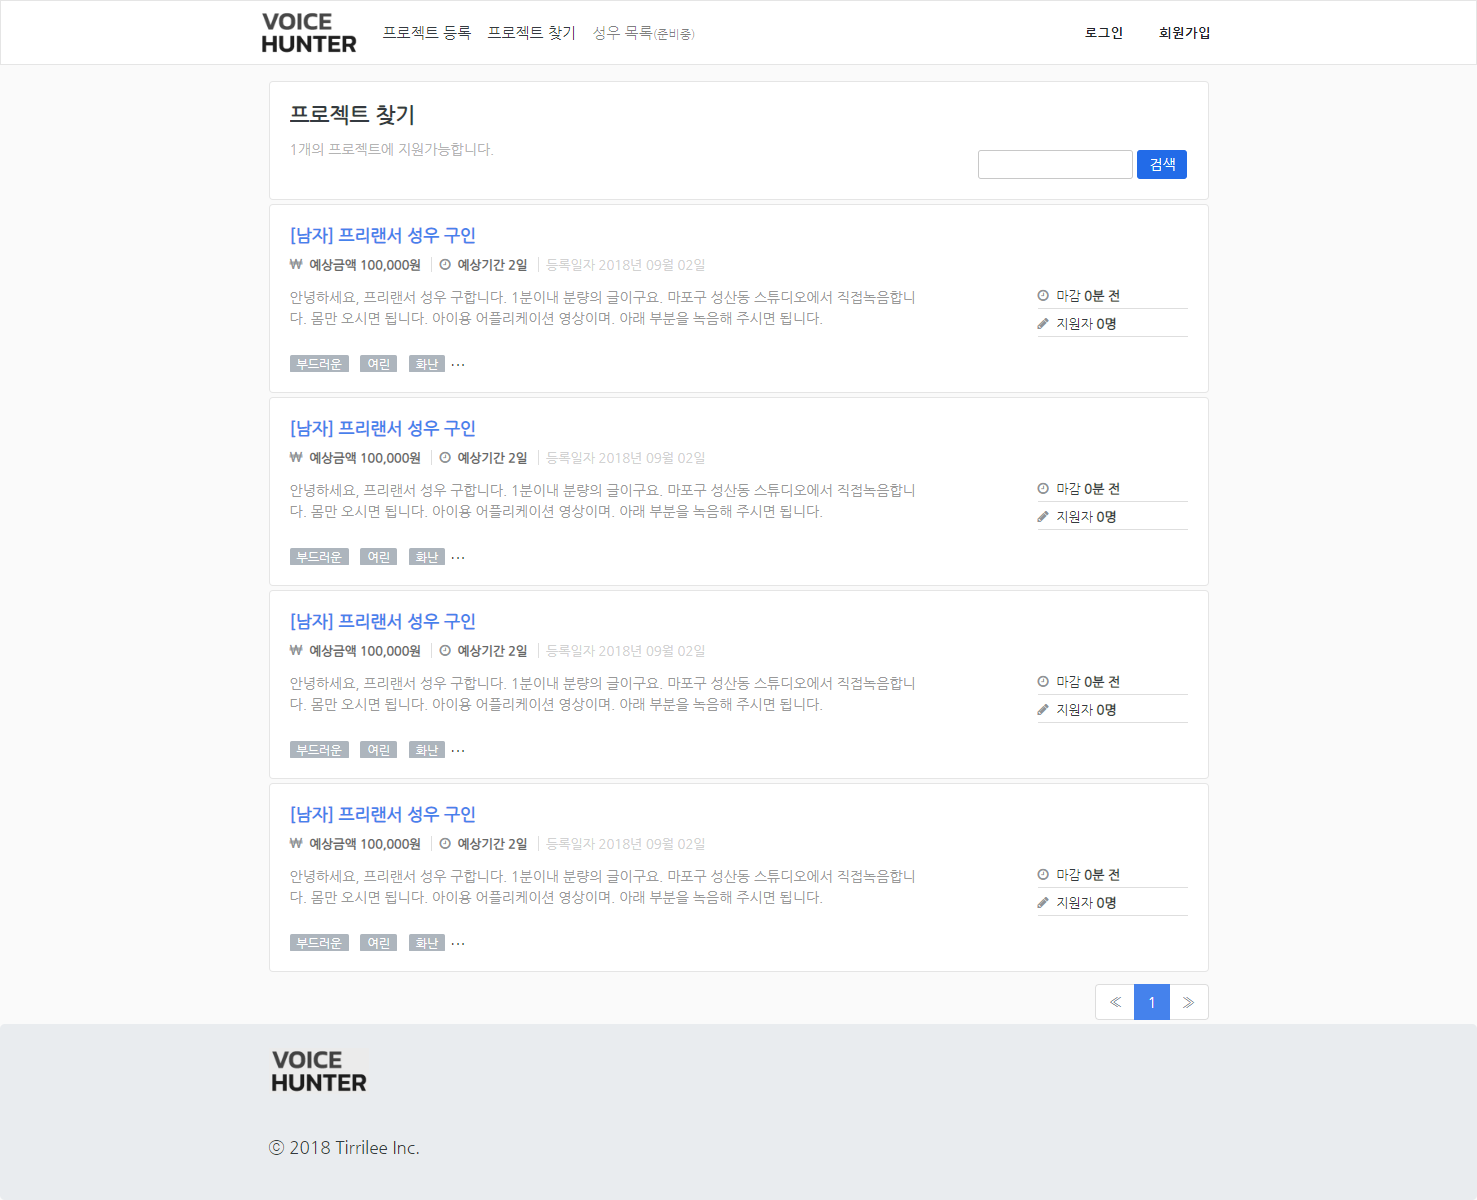 VOICE
HUNTER
프로젝트 등록 프로젝트 찾기 성우 목록(준비중) 로그인 회원가입
프로젝트 찾기
1개의 프로젝트에 지원가능합니다.
검색
[남자] 프리랜서 성우 구인
₩ 예상금액 100,000원 예상기간 2일 등록일자 2018년 09월 02일
안녕하세요, 프리랜서 성우 구합니다. 1분이내 분량의 글이구요. 마포구 성산동 스튜디오에서 직접녹음합니
다. 몸만 오시면 됩니다. 아이용 어플리케이션 영상이며. 아래 부분을 녹음해 주시면 됩니다.
마감 0분 전
지원자 0명
부드러운 여린 화난 ...
[남자] 프리랜서 성우 구인
₩ 예상금액 100,000원 예상기간 2일 등록일자 2018년 09월 02일
안녕하세요, 프리랜서 성우 구합니다. 1분이내 분량의 글이구요. 마포구 성산동 스튜디오에서 직접녹음합니
다. 몸만 오시면 됩니다. 아이용 어플리케이션 영상이며. 아래 부분을 녹음해 주시면 됩니다.
마감 0분 전
지원자 0명
부드러운 여린 화난 ...
[남자] 프리랜서 성우 구인
₩ 예상금액 100,000원 예상기간 2일 등록일자 2018년 09월 02일
안녕하세요, 프리랜서 성우 구합니다. 1분이내 분량의 글이구요. 마포구 성산동 스튜디오에서 직접녹음합니
다. 몸만 오시면 됩니다. 아이용 어플리케이션 영상이며. 아래 부분을 녹음해 주시면 됩니다.
마감 0분 전
지원자 0명
부드러운 여린 화난 ...
[남자] 프리랜서 성우 구인
₩ 예상금액 100,000원 예상기간 2일 등록일자 2018년 09월 02일
안녕하세요, 프리랜서 성우 구합니다. 1분이내 분량의 글이구요. 마포구 성산동 스튜디오에서 직접녹음합니
다. 몸만 오시면 됩니다. 아이용 어플리케이션 영상이며. 아래 부분을 녹음해 주시면 됩니다.
마감 0분 전
지원자 0명
부드러운 여린 화난 ...
≪ 1 ≫
VOICE
HUNTER
ⓒ 2018 Tirrilee Inc.